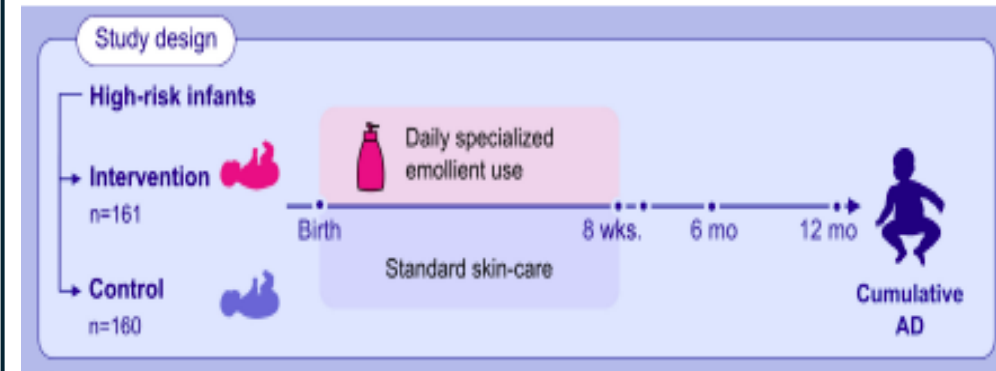 Study design
High-risk infants
Intervention
n=161
Control
n=160
Daily specialized
emollient use
Birth
8 wks.
6 mo
12 mo
Standard skin-care
Cumulative
AD